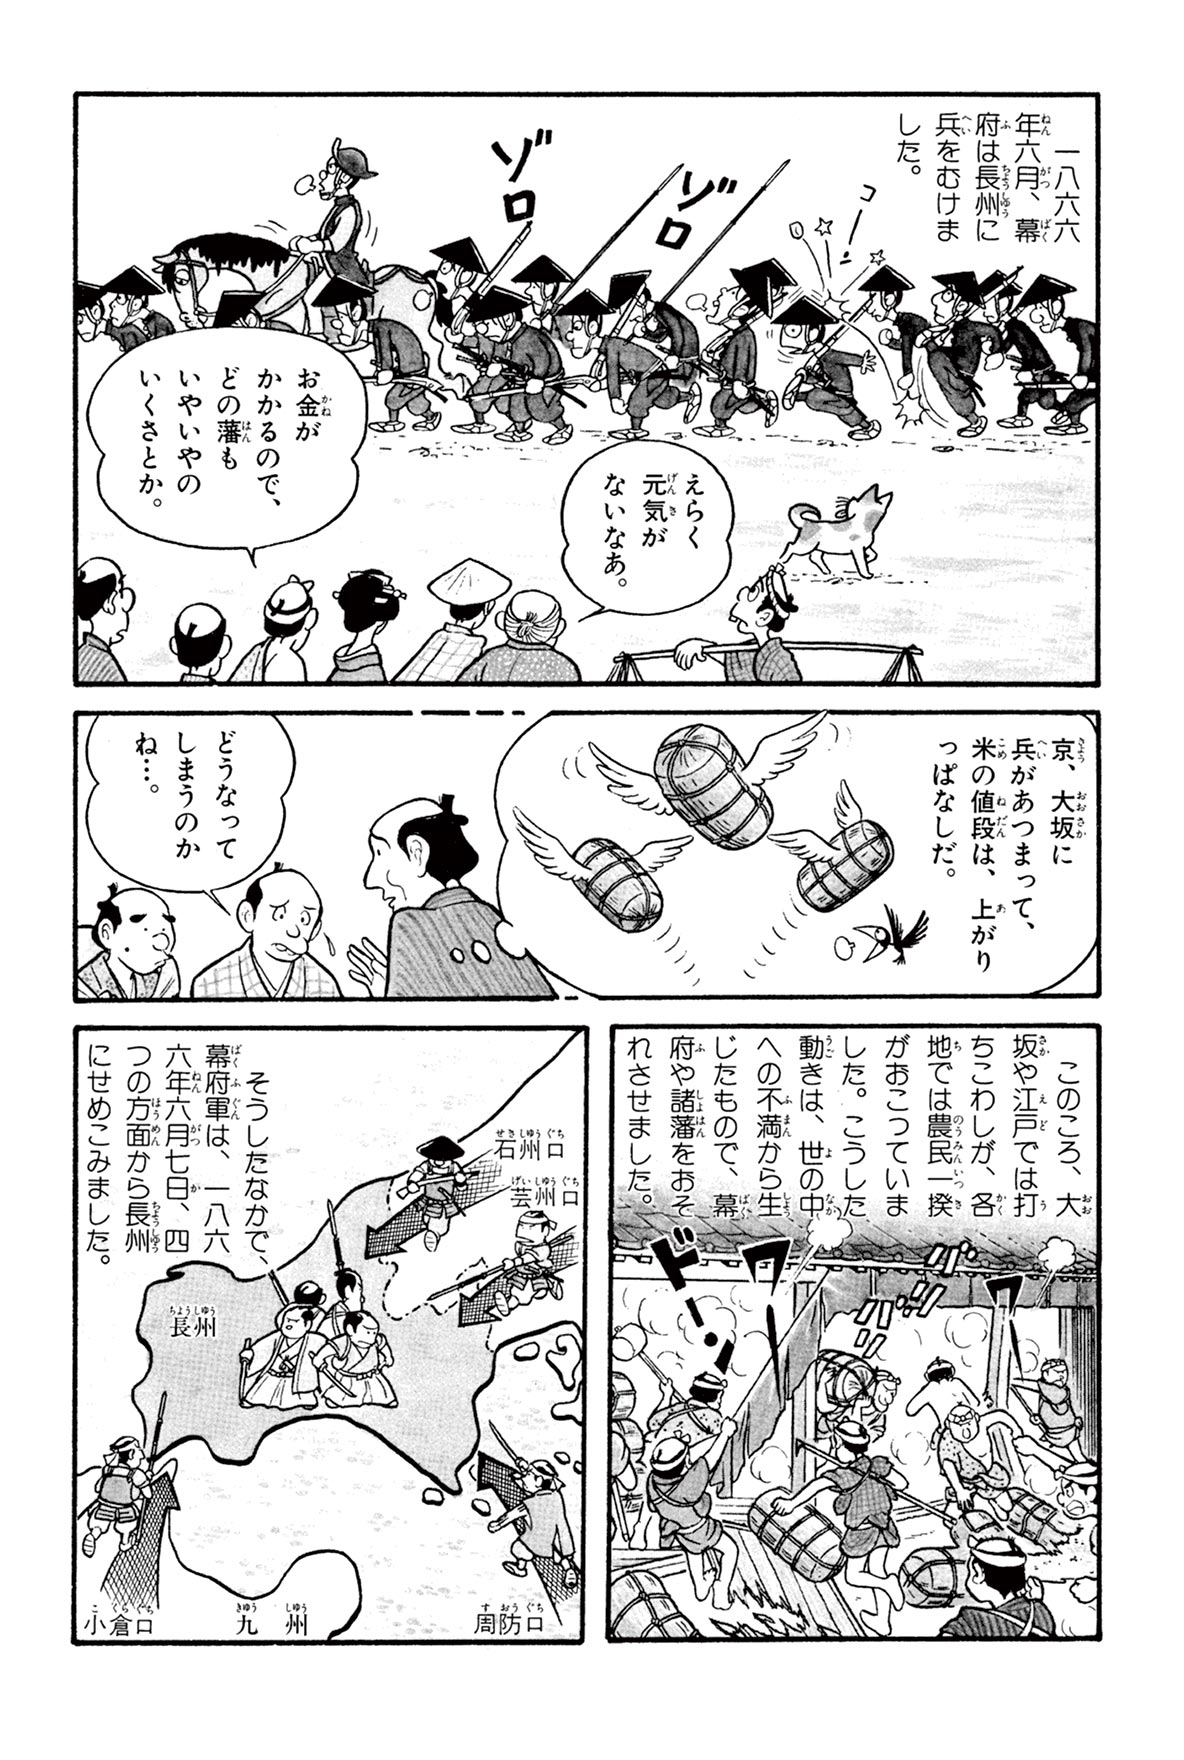 一八六六
年六月、幕
府は長州に
兵をむけま
した。
コー！
ゾロ
ゾロ
えらく
元気が
ないなあ。
お金が
かかるので、
どの藩も
いやいやの
いくさとか。
京、大坂に
兵があつまって、
米の値段は、上がり
っぱなしだ。
どうなって
しまうのか
ね…。
このころ、大
坂や江戸では打
ちこわしが、各
地では農民一揆
がおこっていま
した。こうした
動きは、世の中
への不満から生
じたもので、幕
府や諸藩をおそ
れさせました。
ワー
バリバリ
ワー
ドーン
そうしたなかで、
幕府軍は、一八六
六年六月七日、四
つの方面から長州
にせめこみました。
石州口
芸州口
長州
小倉口
九州
周防口